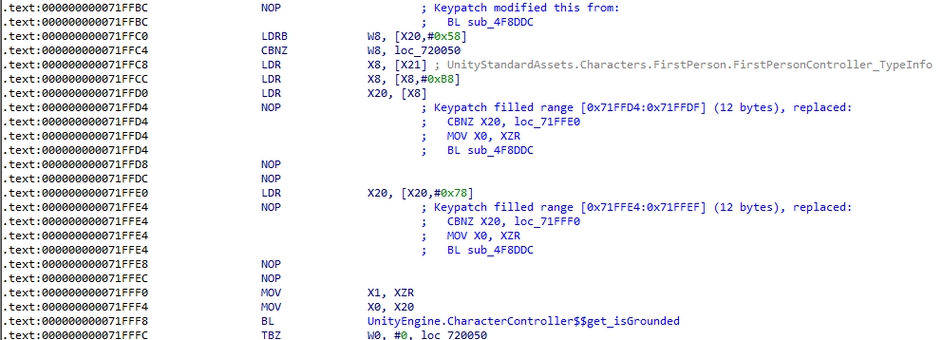 .text:000000000071FFBC NOP ; Keypatch modified this from:
.text:000000000071FFBC ; BL sub_4F8DDC
.text:000000000071FFC0 LDRB W8, [X20,#0x58]
.text:000000000071FFC4 CBNZ W8, loc_720050
.text:000000000071FFC8 LDR X8, [X21] ; UnityStandardAssets.Characters.FirstPerson.FirstPersonController_TypeInfo
.text:000000000071FFCC LDR X8, [X8,#0xB8]
.text:000000000071FFD0 LDR X20, [X8]
.text:000000000071FFD4 NOP ; Keypatch filled range [0x71FFD4:0x71FFDF] (12 bytes), replaced:
.text:000000000071FFD4 ; CBNZ X20, loc_71FFE0
.text:000000000071FFD4 ; MOV X0, XZR
.text:000000000071FFD4 ; BL sub_4F8DDC
.text:000000000071FFD8 NOP
.text:000000000071FFDC NOP
.text:000000000071FFE0 LDR X20, [X20,#0x78]
.text:000000000071FFE4 NOP ; Keypatch filled range [0x71FFE4:0x71FFEF] (12 bytes), replaced:
.text:000000000071FFE4 ; CBNZ X20, loc_71FFF0
.text:000000000071FFE4 ; MOV X0, XZR
.text:000000000071FFE4 ; BL sub_4F8DDC
.text:000000000071FFE8 NOP
.text:000000000071FFEC NOP
.text:000000000071FFF0 MOV X1, XZR
.text:000000000071FFF4 MOV X0, X20
.text:000000000071FFF8 BL UnityEngine.CharacterController$$get_isGrounded
.text:000000000071FFFC TBZ W0, #0, loc_720050